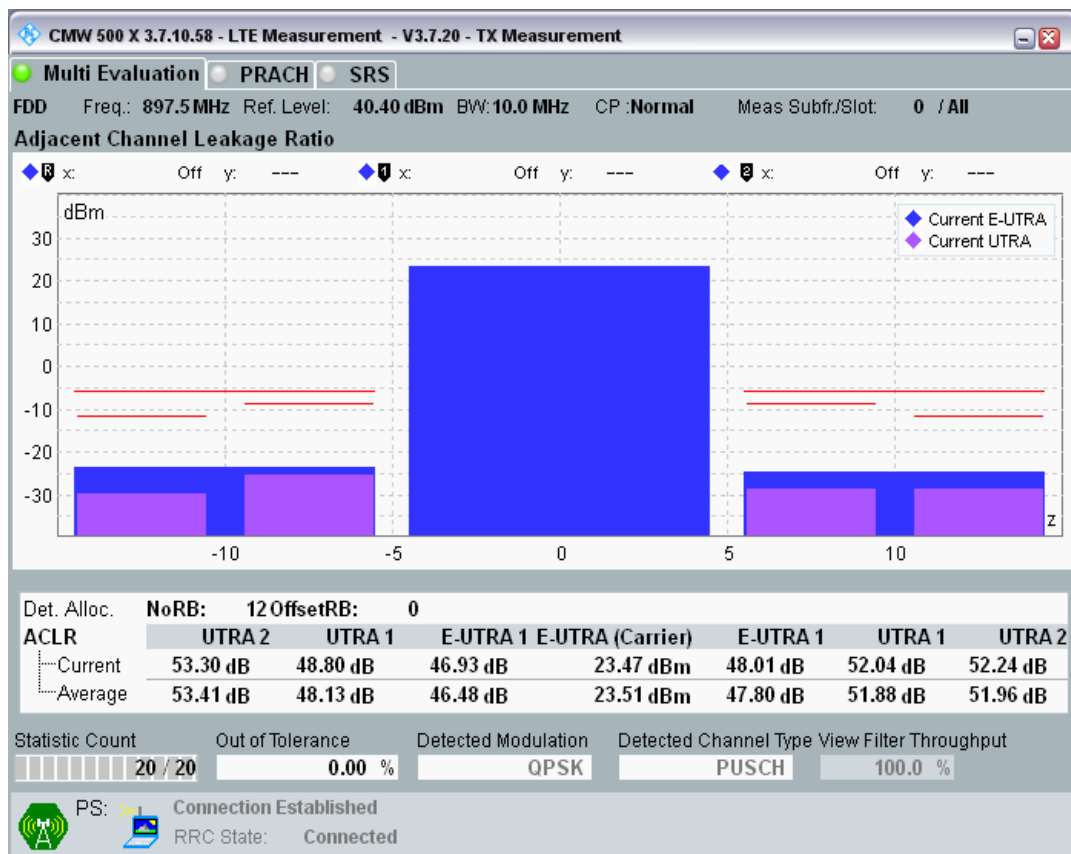 CMW 500 X 3.7.10.58 - LTE Measurement - V3.7.20 - TX Measurement
Multi Evaluation PRACH SRS
FDD Freq.: 897.5 MHz Ref. Level: 40.40 dBm BW: 10.0 MHz CP :Normal Meas Subfr./Slot: 0 / All
Adjacent Channel Leakage Ratio
R x: Off y: --- 1 x: Off y: --- 2 x: Off y: ---
dBm
Current E-UTRA
Current UTRA
30
20
10
0
-10
-20
-30
z
-10 -5 0 5 10
Det. Alloc. NoRB: 12 OffsetRB: 0
ACLR UTRA 2 UTRA 1 E-UTRA 1 E-UTRA (Carrier) E-UTRA 1 UTRA 1 UTRA 2
Current 53.30 dB 48.80 dB 46.93 dB 23.47 dBm 48.01 dB 52.04 dB 52.24 dB
Average 53.41 dB 48.13 dB 46.48 dB 23.51 dBm 47.80 dB 51.88 dB 51.96 dB
Statistic Count Out of Tolerance Detected Modulation Detected Channel Type View Filter Throughput
20 / 20 0.00 % QPSK PUSCH 100.0 %
PS: Connection Established
RRC State: Connected